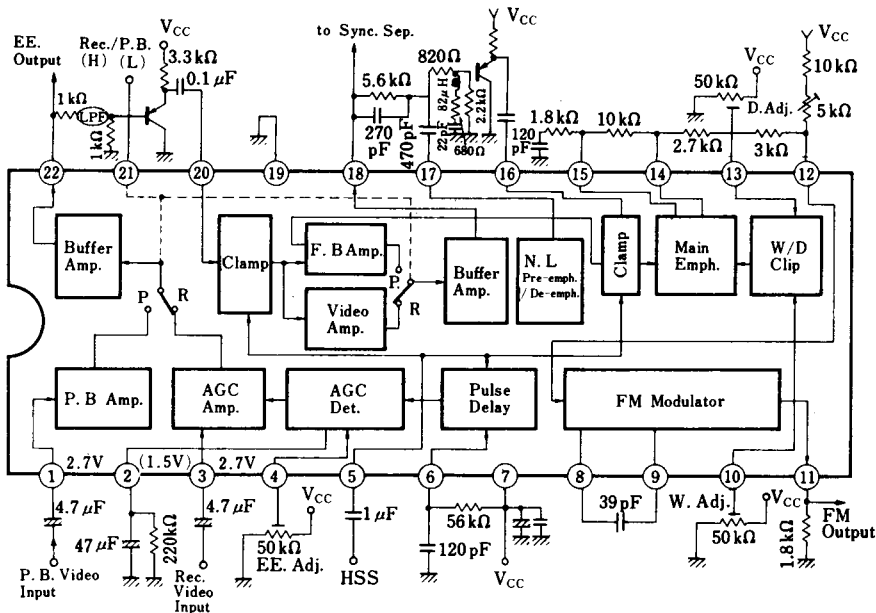 EE.
Output
Rec./P.B.
(H) (L)
VCC
3.3kΩ
0.1μF
1kΩ
LPF
1kΩ
to Sync. Sep.
5.6kΩ
270
pF
470pF
820Ω
82μH
22pF
680Ω
2.2kΩ
VCC
120
pF
1.8kΩ
10kΩ
50kΩ
VCC
D.Adj.
2.7kΩ
3kΩ
VCC
10kΩ
5kΩ
22
21
20
19
18
17
16
15
14
13
12
Buffer
Amp.
P
R
Clamp
F.B Amp.
Video
Amp.
P.
R
Buffer
Amp.
N.L
Pre-emph.
/De-emph.
Clamp
Main
Emph.
W/D
Clip
P.B Amp.
AGC
Amp.
AGC
Det.
Pulse
Delay
FM Modulator
1
2.7V
2
(1.5V)
3
2.7V
4
5
6
7
8
9
10
11
4.7μF
P.B. Video
Input
47μF
220kΩ
4.7μF
Rec.
Video
Input
VCC
50kΩ
EE. Adj.
1μF
HSS
56kΩ
120pF
VCC
39pF
W. Adj.
VCC
50kΩ
1.8kΩ
FM
Output